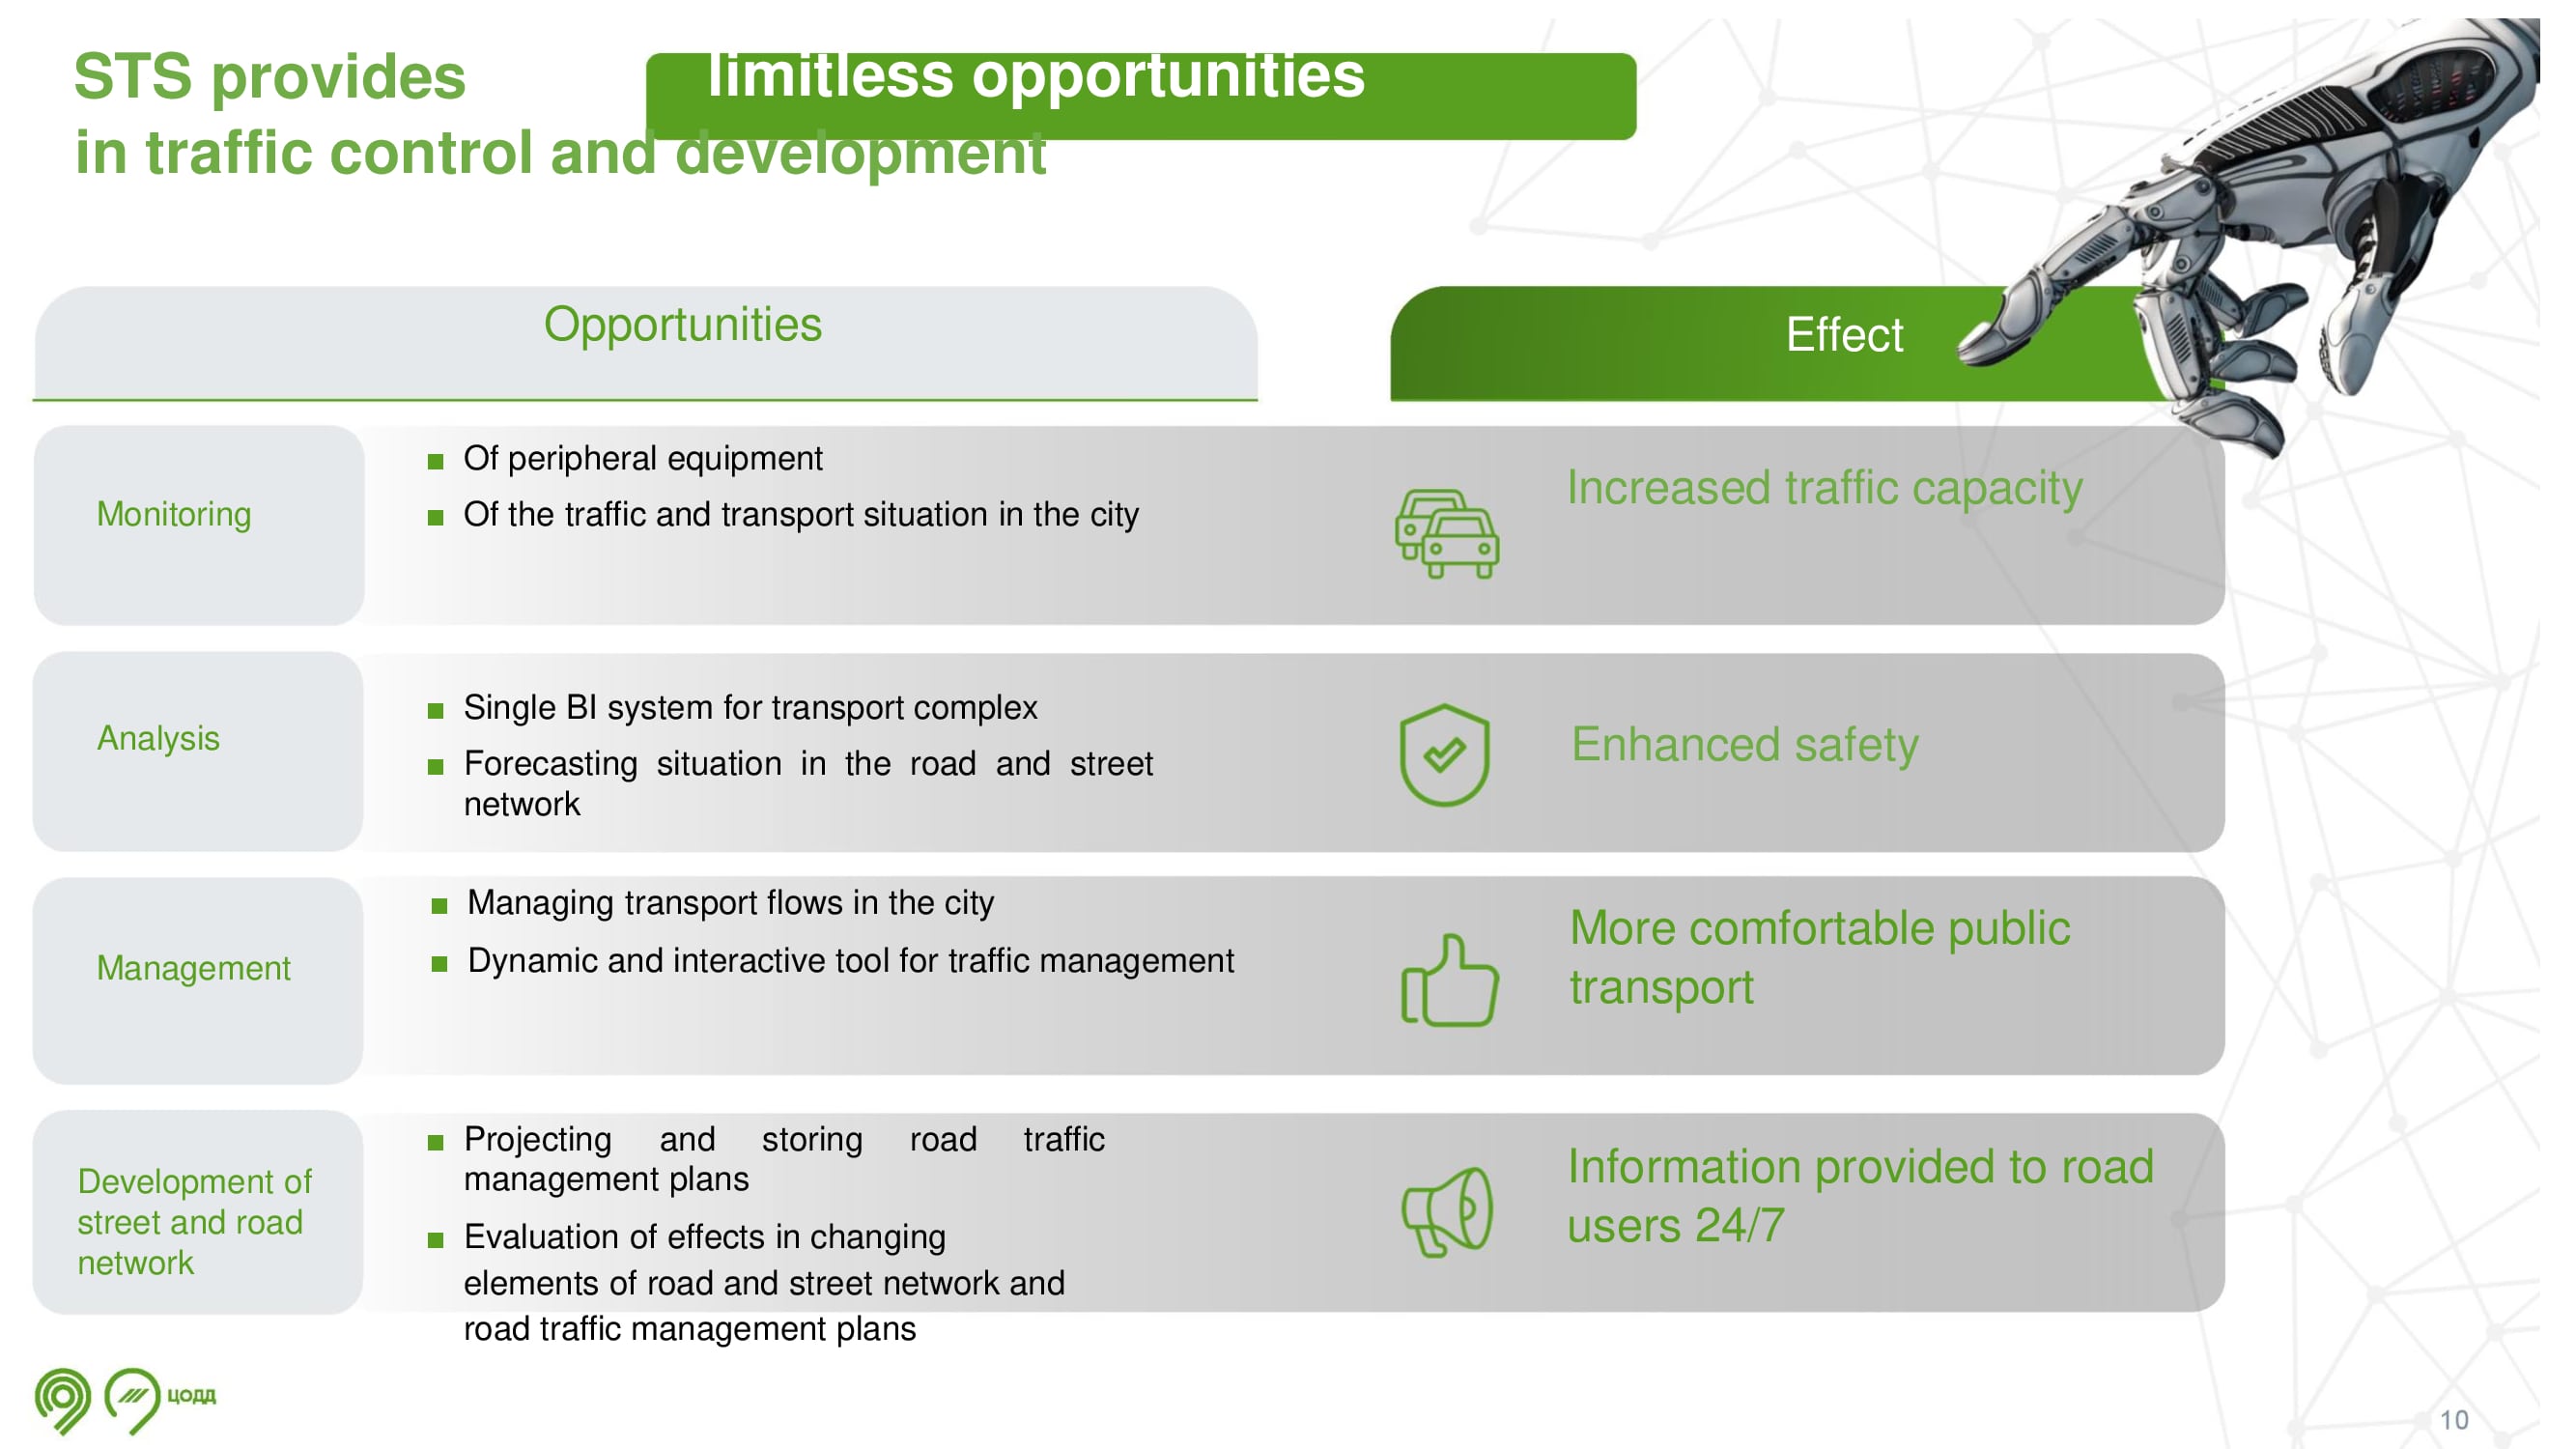 STS provides limitless opportunities
in traffic control and development
Opportunities
Effect
Monitoring
Of peripheral equipment
Of the traffic and transport situation in the city
Increased traffic capacity
Analysis
Single BI system for transport complex
Forecasting situation in the road and street
network
Enhanced safety
Management
Managing transport flows in the city
Dynamic and interactive tool for traffic management
More comfortable public
transport
Development of
street and road
network
Projecting and storing road traffic
management plans
Evaluation of effects in changing
elements of road and street network and
road traffic management plans
Information provided to road
users 24/7
ЦОДД
10